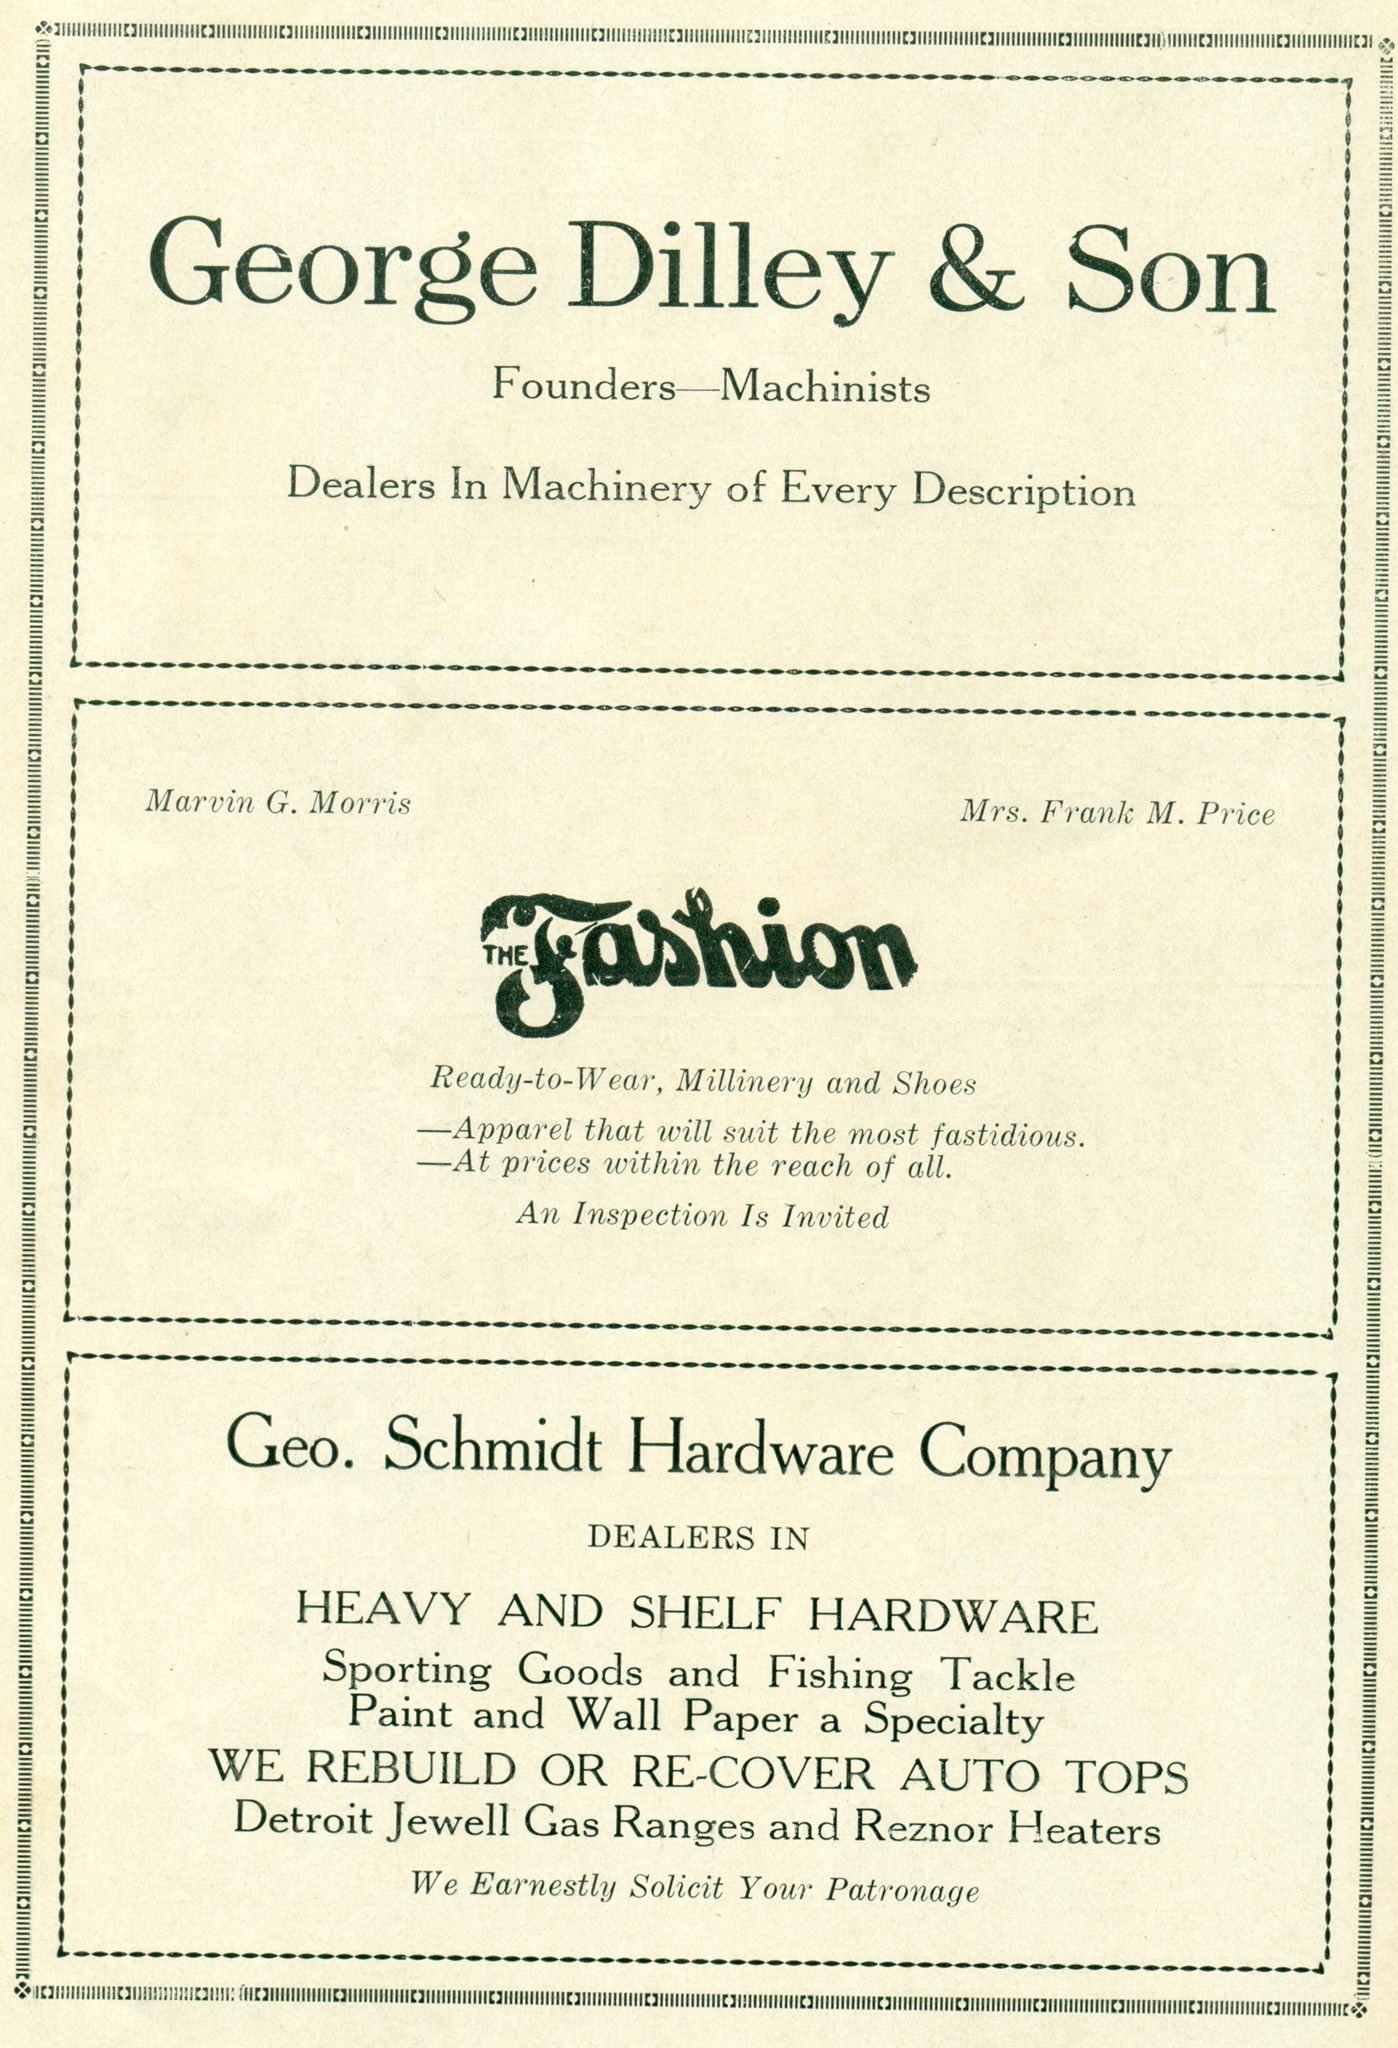 George Dilley & Son
Founders—Machinists
Dealers In Machinery of Every Description
Marvin G. Morris
Mrs. Frank M. Price
THE Fashion
Ready-to-Wear, Millinery and Shoes
—Apparel that will suit the most fastidious.
—At prices within the reach of all.
An Inspection Is Invited
Geo. Schmidt Hardware Company
DEALERS IN
HEAVY AND SHELF HARDWARE
Sporting Goods and Fishing Tackle
Paint and Wall Paper a Specialty
WE REBUILD OR RE-COVER AUTO TOPS
Detroit Jewell Gas Ranges and Reznor Heaters
We Earnestly Solicit Your Patronage